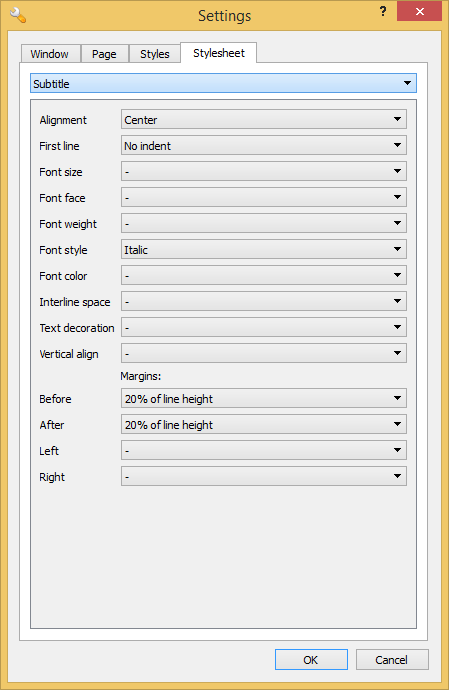 Settings
?
Window Page Styles Stylesheet
Subtitle
Alignment Center
First line No indent
Font size -
Font face -
Font weight -
Font style Italic
Font color -
Interline space -
Text decoration -
Vertical align -
Margins:
Before 20% of line height
After 20% of line height
Left -
Right -
OK Cancel